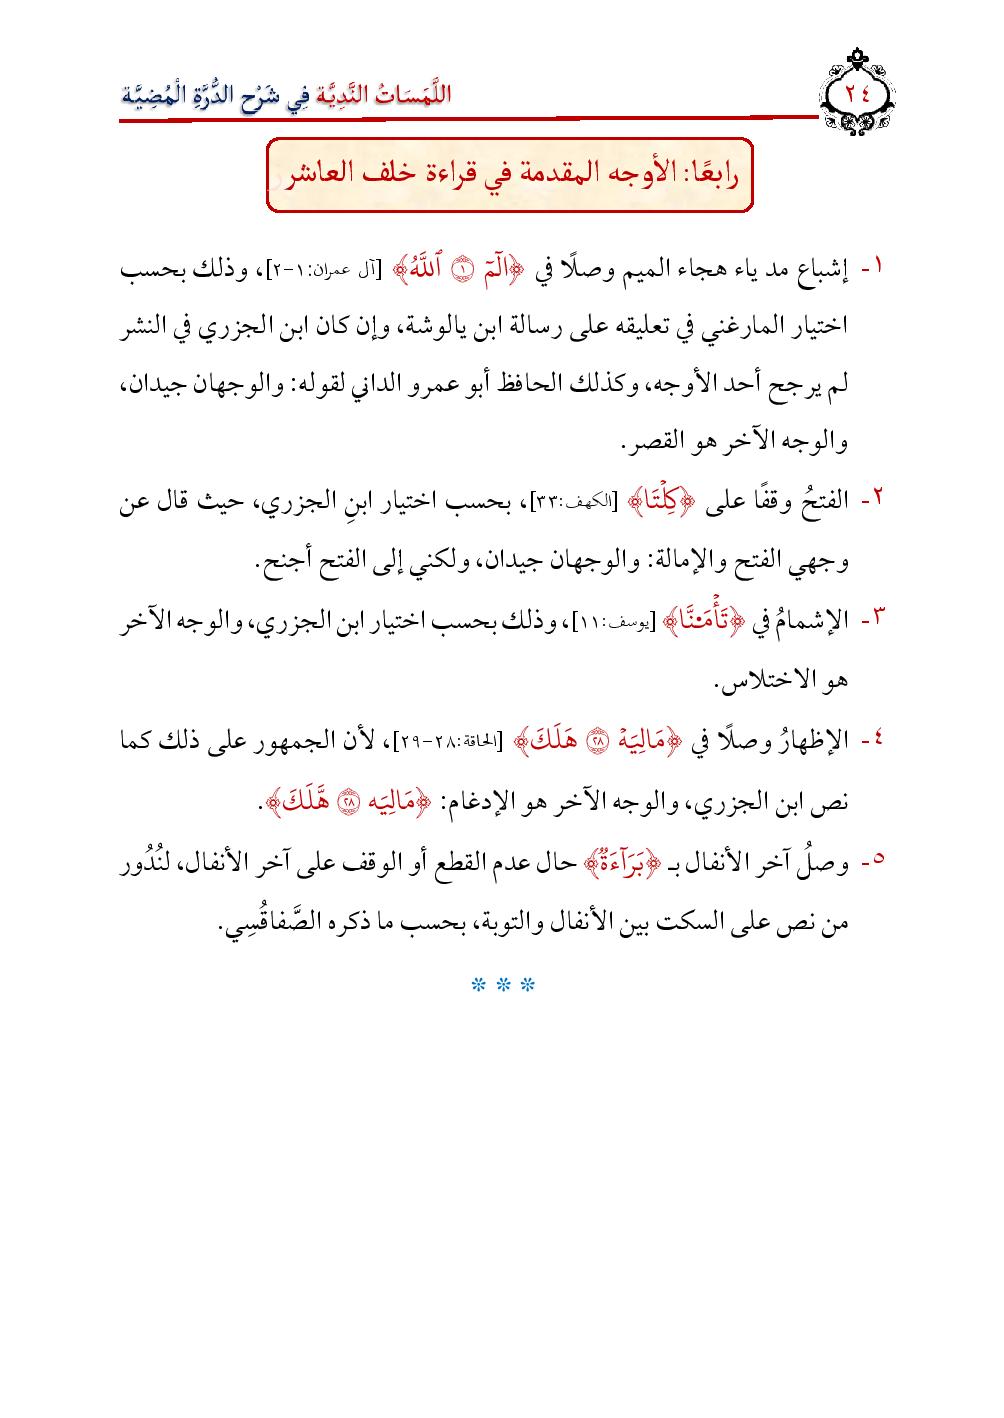 اللَّمَسَاتُ النَّدِيَّة فِي شَرْحِ الدُّرَّةِ الْمُضِيَّة
٢٤
رابعًا: الأوجه المقدمة في قراءة خلف العاشر
١- إشباع مد ياء هجاء الميم وصلًا في ﴿الٓمٓ ۝١ ٱللَّهُ﴾ [آل عمران:١-٢]، وذلك بحسب
اختيار المارغني في تعليقه على رسالة ابن يالوشة، وإن كان ابن الجزري في النشر
لم يرجح أحد الأوجه، وكذلك الحافظ أبو عمرو الداني لقوله: والوجهان جيدان،
والوجه الآخر هو القصر.
٢- الفتحُ وقفًا على ﴿كِلْتَا﴾ [الكهف:٣٣]، بحسب اختيار ابنِ الجزري، حيث قال عن
وجهي الفتح والإمالة: والوجهان جيدان، ولكني إلى الفتح أجنح.
٣- الإشمامُ في ﴿تَأْمَ۬نَّا﴾ [يوسف:١١]، وذلك بحسب اختيار ابن الجزري، والوجه الآخر
هو الاختلاس.
٤- الإظهارُ وصلًا في ﴿مَالِيَهْ ۝٢٨ هَلَكَ﴾ [الحاقة:٢٨-٢٩]، لأن الجمهور على ذلك كما
نص ابن الجزري، والوجه الآخر هو الإدغام: ﴿مَالِيَه ۝٢٨ هَّلَكَ﴾.
٥- وصلُ آخر الأنفال بـ ﴿بَرَآءَةٌ﴾ حال عدم القطع أو الوقف على آخر الأنفال، لنُدُور
من نص على السكت بين الأنفال والتوبة، بحسب ما ذكره الصَّفاقُسِي.
* * *